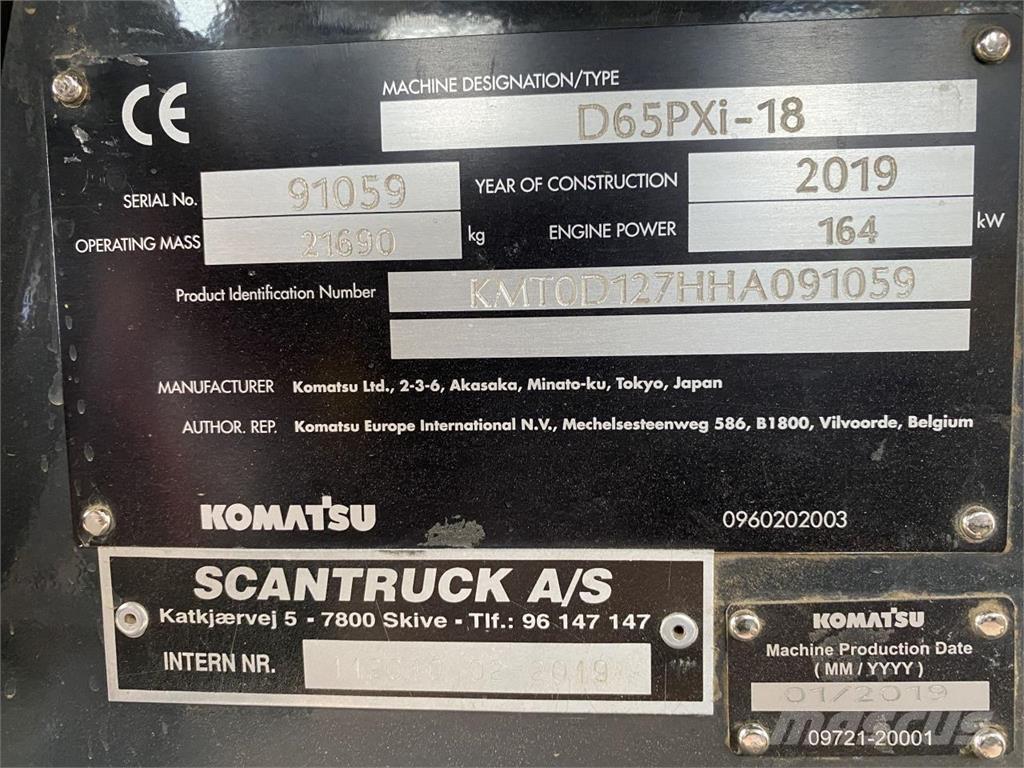 CE
MACHINE DESIGNATION/TYPE
D65PXi-18
SERIAL No. 91059 YEAR OF CONSTRUCTION 2019
OPERATING MASS 21690 kg ENGINE POWER 164 kW
Product Identification Number KMT0D127HHA091059
MANUFACTURER Komatsu Ltd., 2-3-6, Akasaka, Minato-ku, Tokyo, Japan
AUTHOR. REP. Komatsu Europe International N.V., Mechelsesteenweg 586, B1800, Vilvoorde, Belgium
KOMATSU 0960202003
SCANTRUCK A/S
Katkjærvej 5 - 7800 Skive - Tlf.: 96 147 147
INTERN NR. 2019
KOMATSU
Machine Production Date
(MM/YYYY)
01/2019
mascus
09721-20001